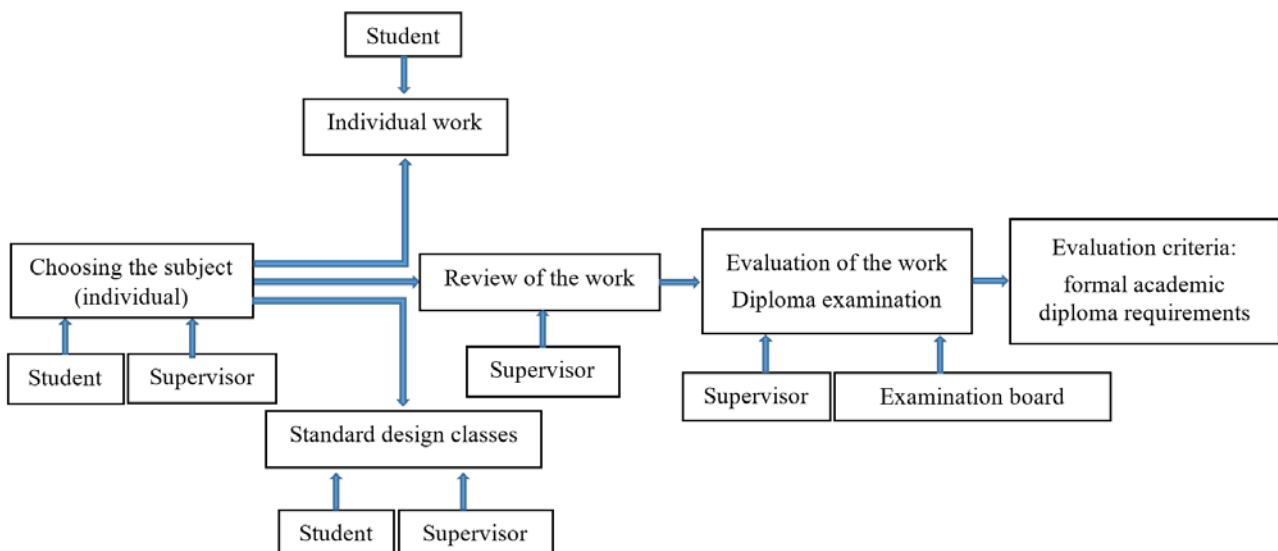 Student
Individual work
Choosing the subject
(individual)
Review of the work
Evaluation of the work
Diploma examination
Evaluation criteria:
formal academic
diploma requirements
Student
Supervisor
Supervisor
Supervisor
Examination board
Standard design classes
Student
Supervisor